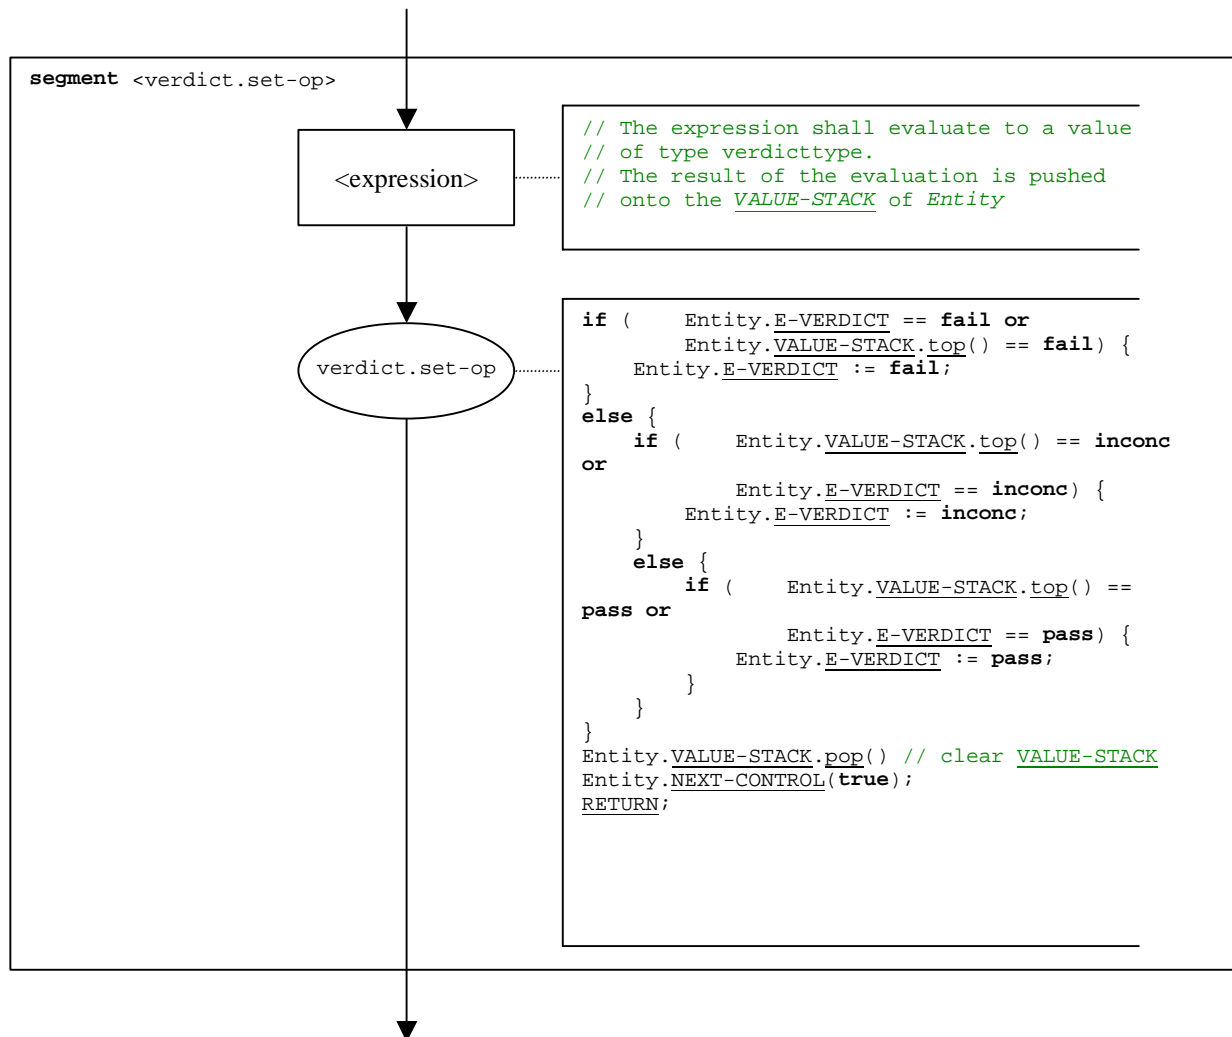 segment <verdict.set-op>
<expression>
// The expression shall evaluate to a value
// of type verdicttype.
// The result of the evaluation is pushed
// onto the VALUE-STACK of Entity
verdict.set-op
if (    Entity.E-VERDICT == fail or
        Entity.VALUE-STACK.top() == fail) {
    Entity.E-VERDICT := fail;
}
else {
    if (    Entity.VALUE-STACK.top() == inconc
or
            Entity.E-VERDICT == inconc) {
        Entity.E-VERDICT := inconc;
    }
    else {
        if (    Entity.VALUE-STACK.top() ==
pass or
                Entity.E-VERDICT == pass) {
            Entity.E-VERDICT := pass;
        }
    }
}
Entity.VALUE-STACK.pop() // clear VALUE-STACK
Entity.NEXT-CONTROL(true);
RETURN;